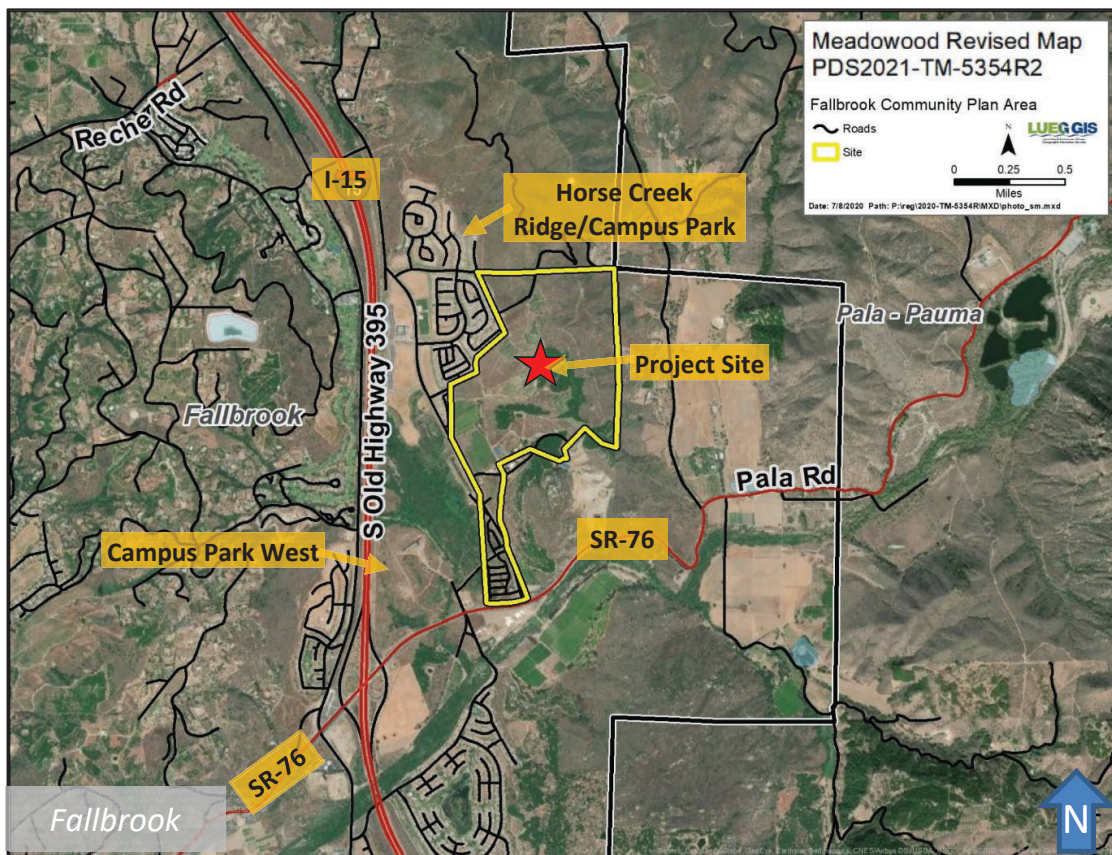 Meadowood Revised Map
PDS2021-TM-5354R2
Fallbrook Community Plan Area
Roads
Site
LUEG GIS
N
0 0.25 0.5
Miles
Date: 7/8/2020 Path: P:\reg\2020-TM-5354R\MXD\photo_sm.mxd
Reche Rd
I-15
15
Horse Creek
Ridge/Campus Park
S Old Highway 395
Pala - Pauma
Project Site
Fallbrook
Pala Rd
SR-76
Campus Park West
SR-76
Fallbrook
N